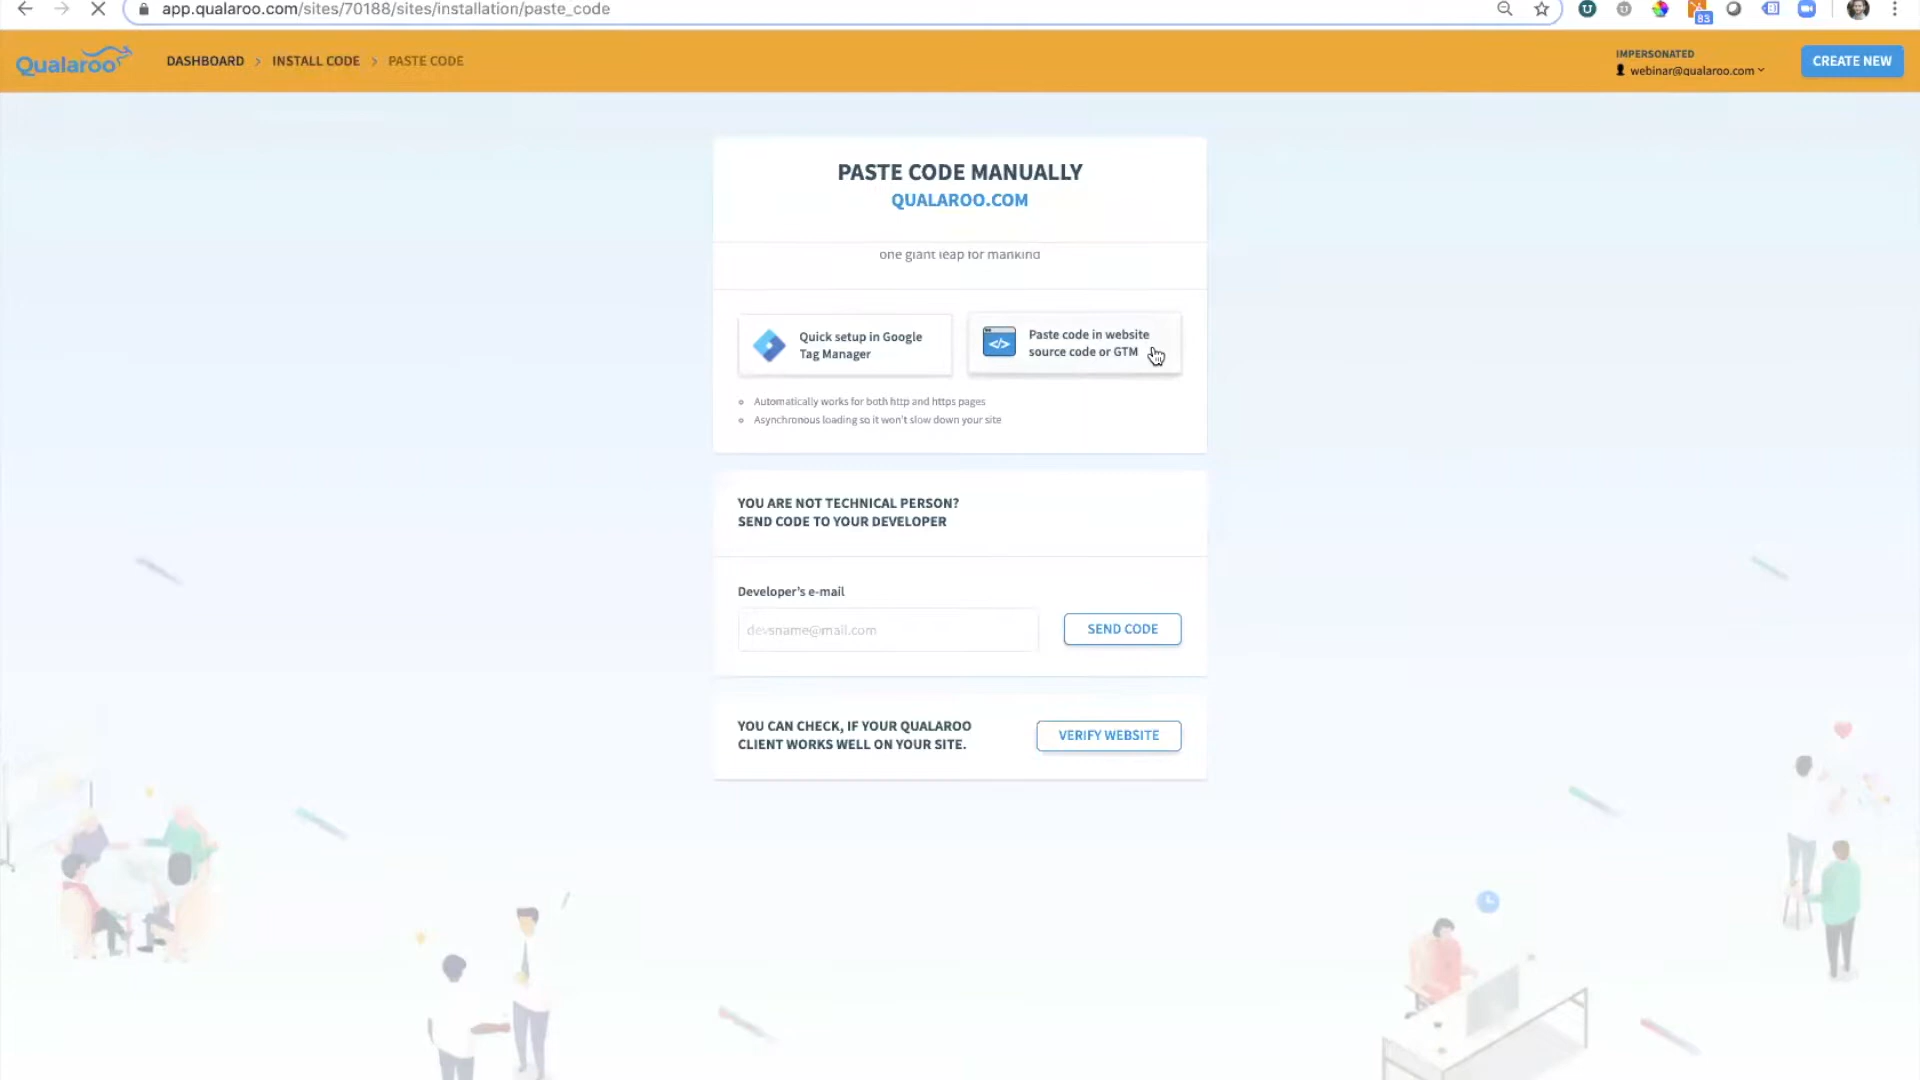 app.qualaroo.com/sites/70188/sites/installation/paste_code
83
Qualaroo
DASHBOARD > INSTALL CODE > PASTE CODE
IMPERSONATED
webinar@qualaroo.com
CREATE NEW
PASTE CODE MANUALLY
QUALAROO.COM
one giant leap for mankind
Quick setup in Google
Tag Manager
Paste code in website
source code or GTM
Automatically works for both http and https pages
Asynchronous loading so it won't slow down your site
YOU ARE NOT TECHNICAL PERSON?
SEND CODE TO YOUR DEVELOPER
Developer's e-mail
devsname@mail.com
SEND CODE
YOU CAN CHECK, IF YOUR QUALAROO
CLIENT WORKS WELL ON YOUR SITE.
VERIFY WEBSITE